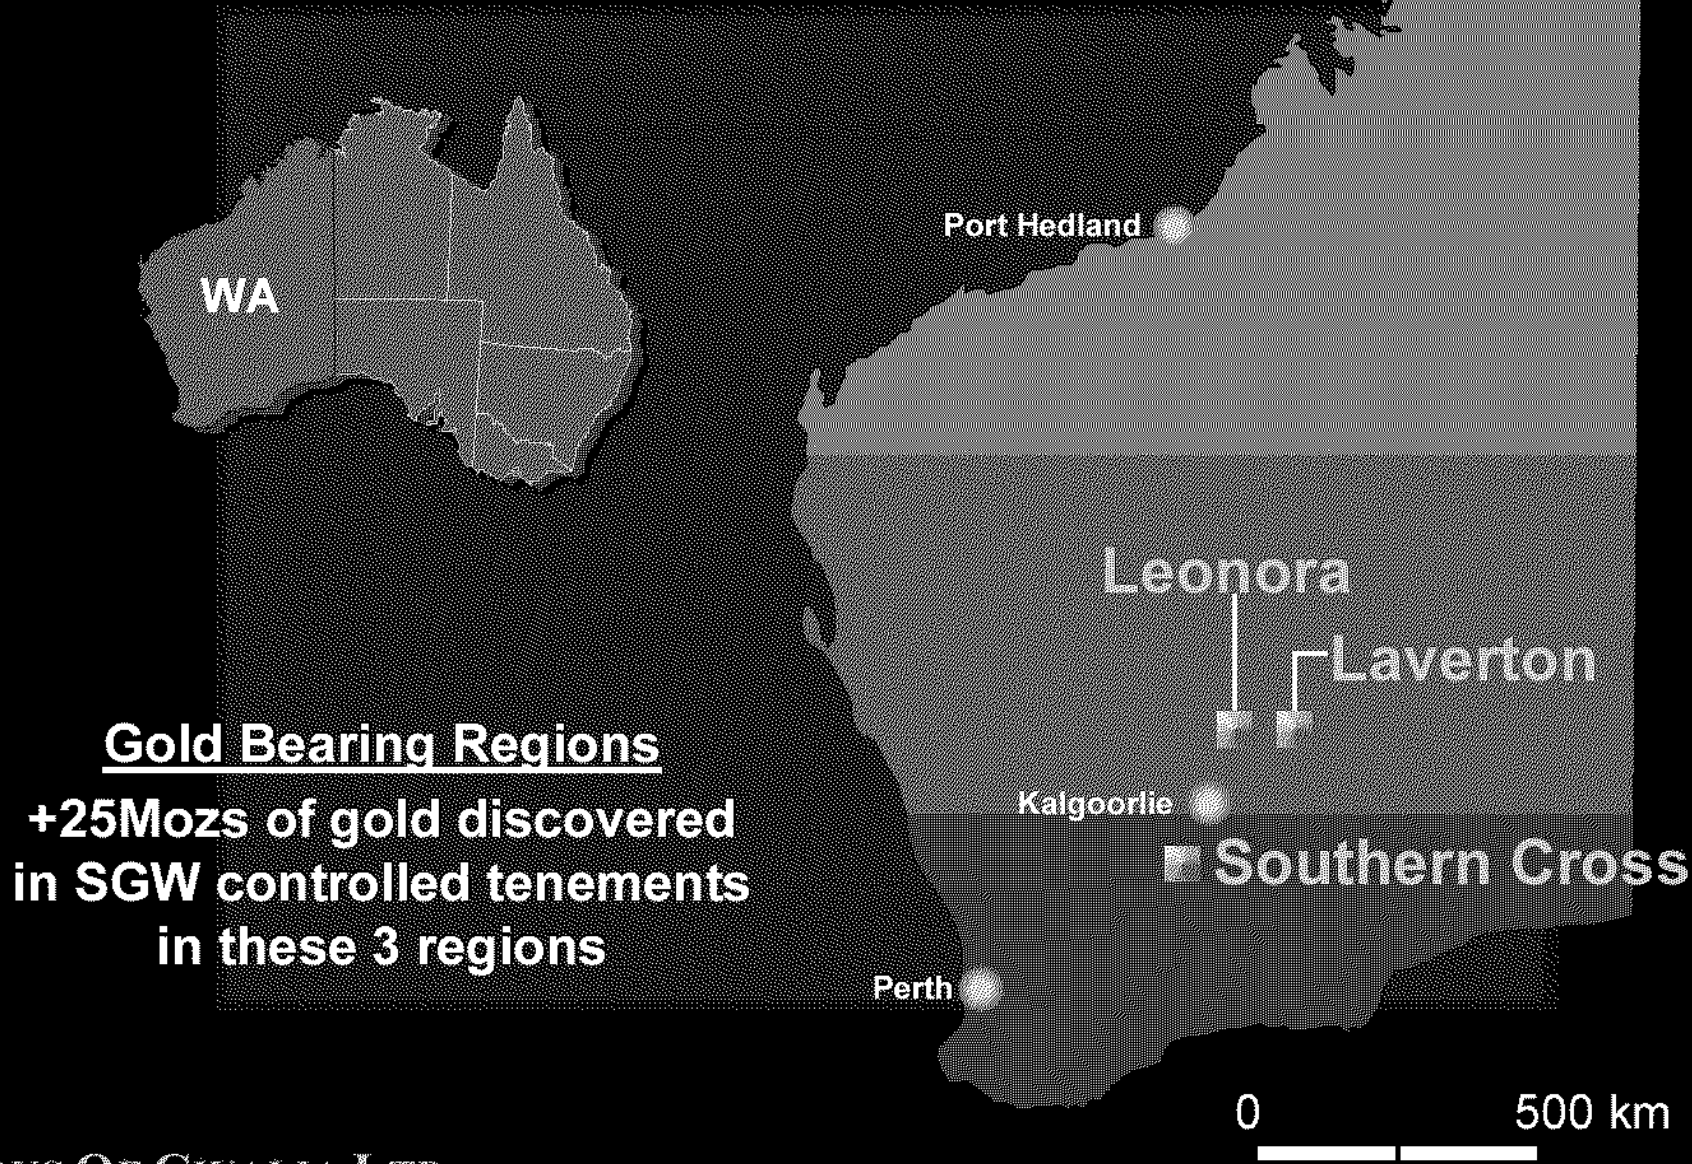 Port Hedland
WA
Leonora
Laverton
Gold Bearing Regions
+25Mozs of gold discovered
in SGW controlled tenements
in these 3 regions
Kalgoorlie
Southern Cross
Perth
0 500 km